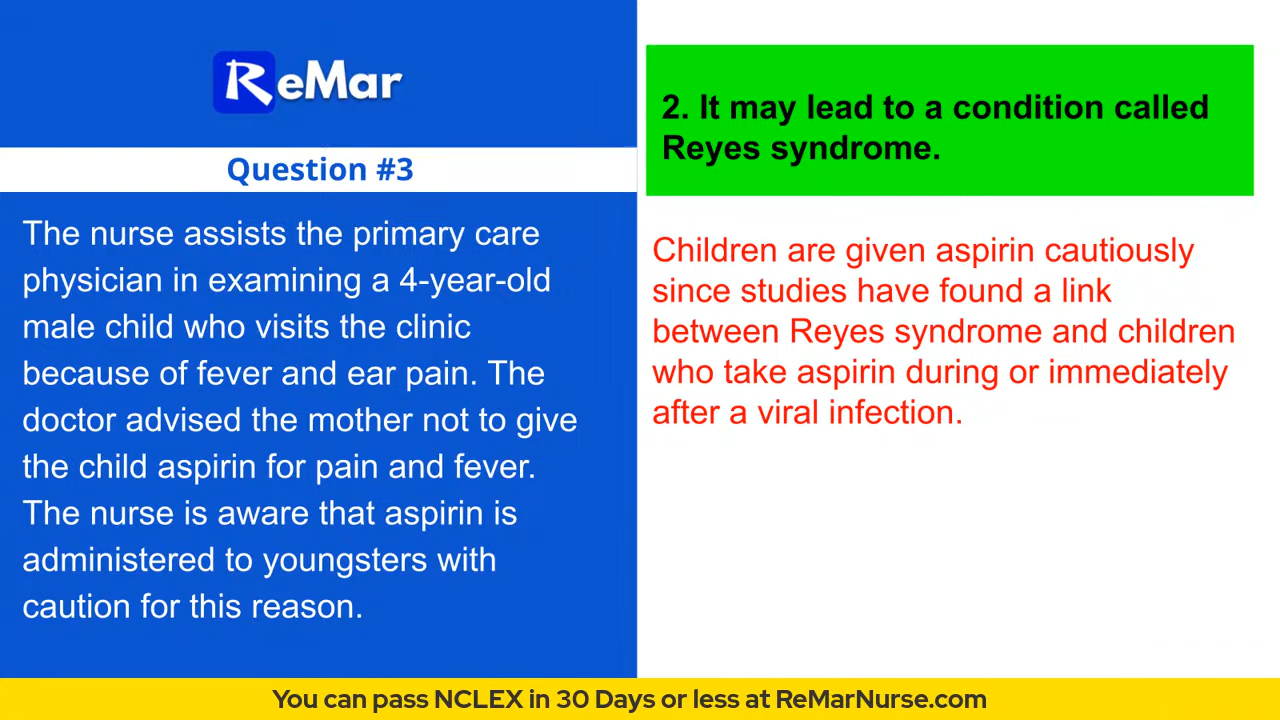 ReMar
Question #3
The nurse assists the primary care
physician in examining a 4-year-old
male child who visits the clinic
because of fever and ear pain. The
doctor advised the mother not to give
the child aspirin for pain and fever.
The nurse is aware that aspirin is
administered to youngsters with
caution for this reason.
2. It may lead to a condition called
Reyes syndrome.
Children are given aspirin cautiously
since studies have found a link
between Reyes syndrome and children
who take aspirin during or immediately
after a viral infection.
You can pass NCLEX in 30 Days or less at ReMarNurse.com